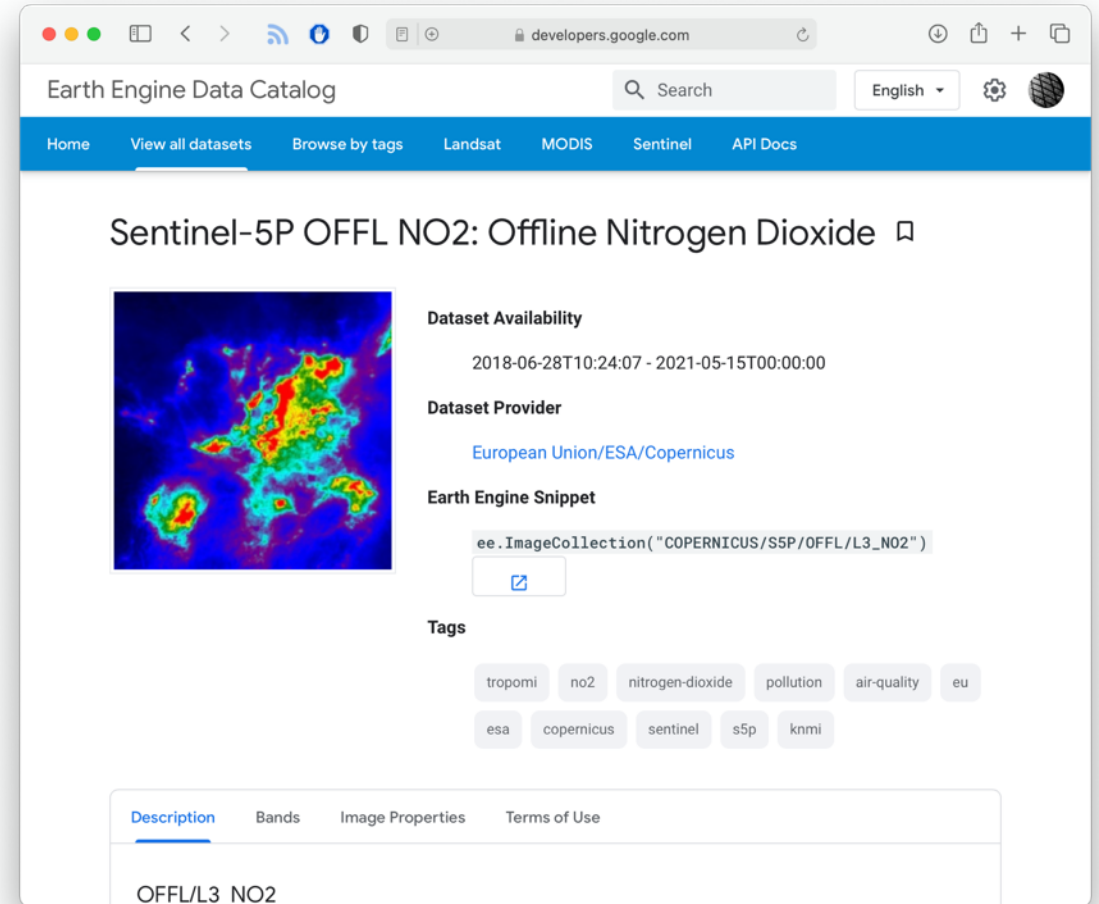 developers.google.com
Earth Engine Data Catalog
Search
English
Home View all datasets Browse by tags Landsat MODIS Sentinel API Docs
Sentinel-5P OFFL NO2: Offline Nitrogen Dioxide
Dataset Availability
2018-06-28T10:24:07 - 2021-05-15T00:00:00
Dataset Provider
European Union/ESA/Copernicus
Earth Engine Snippet
ee.ImageCollection("COPERNICUS/S5P/OFFL/L3_NO2")
Tags
tropomi no2 nitrogen-dioxide pollution air-quality eu
esa copernicus sentinel s5p knmi
Description Bands Image Properties Terms of Use
OFFL/L3_NO2